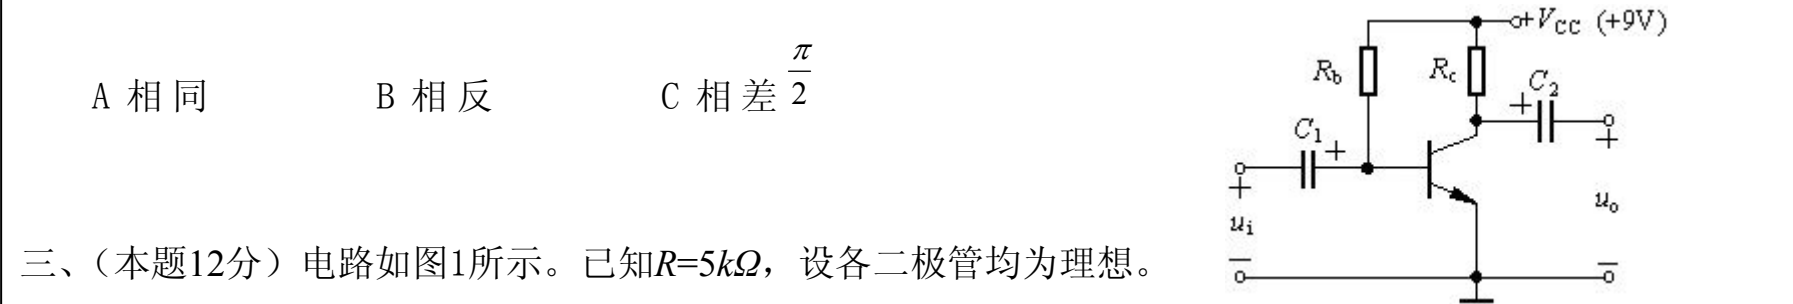 A 相同 B 相反 C 相差 π/2
三、（本题12分）电路如图1所示。已知R=5kΩ，设各二极管均为理想。
+VCC (+9V)
Rb Rc
C2
+
C1
+
+
+
ui
uo
−
−